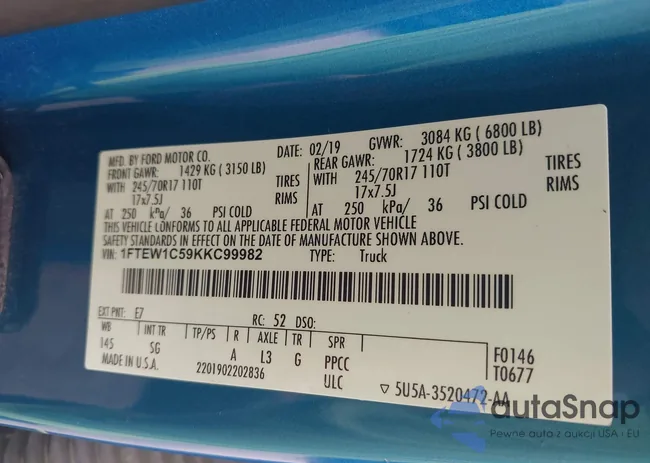 MFD. BY FORD MOTOR CO. DATE: 02/19 GVWR: 3084 KG ( 6800 LB)
FRONT GAWR: 1429 KG ( 3150 LB) REAR GAWR: 1724 KG ( 3800 LB)
WITH 245/70R17 110T TIRES WITH 245/70R17 110T TIRES
17x7.5J RIMS 17x7.5J RIMS
AT 250 kPa/ 36 PSI COLD AT 250 kPa/ 36 PSI COLD
THIS VEHICLE CONFORMS TO ALL APPLICABLE FEDERAL MOTOR VEHICLE
SAFETY STANDARDS IN EFFECT ON THE DATE OF MANUFACTURE SHOWN ABOVE.
VIN: 1FTEW1C59KKC99982 TYPE: Truck
EXT PNT: E7 RC: 52 DSO:
WB INT TR TP/PS R AXLE TR SPR
145 SG A L3 G PPCC F0146
MADE IN U.S.A. 2201902202836 ULC T0677
▽ 5U5A-3520472-AA
autaSnap
Pewne auto z aukcji USA i EU